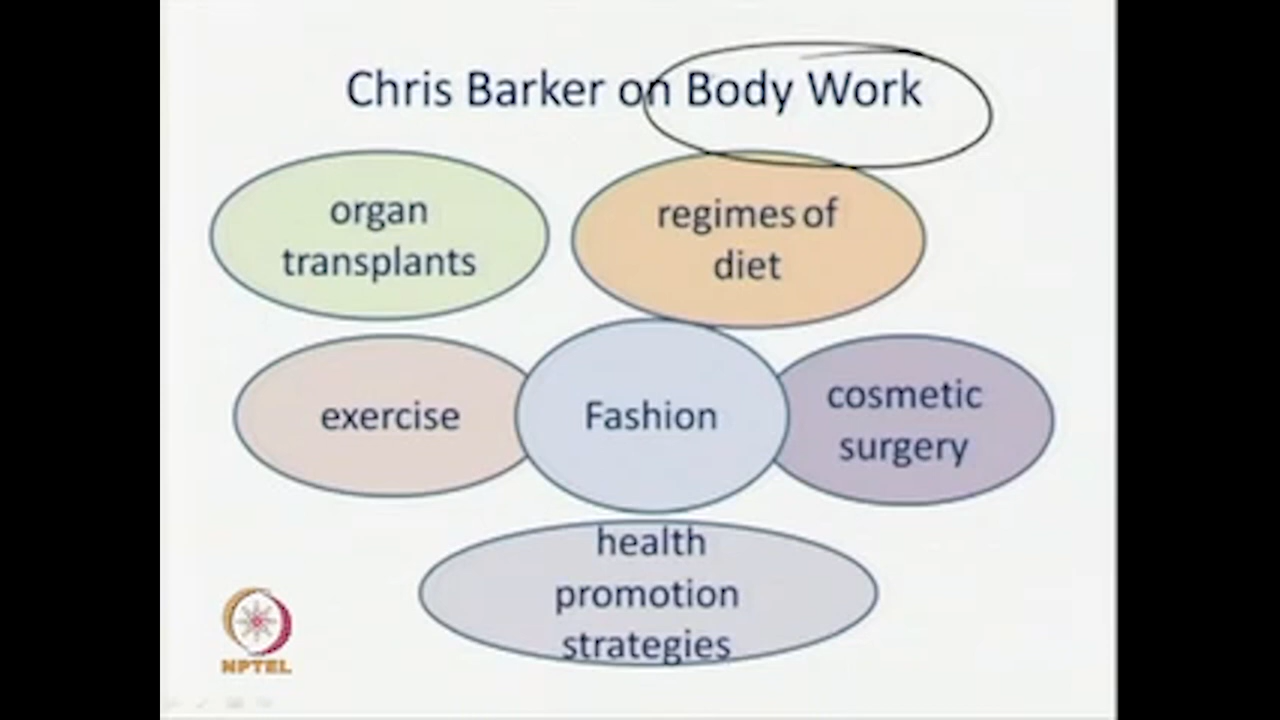 Chris Barker on Body Work
organ
transplants
regimes of
diet
exercise
Fashion
cosmetic
surgery
health
promotion
strategies
NPTEL